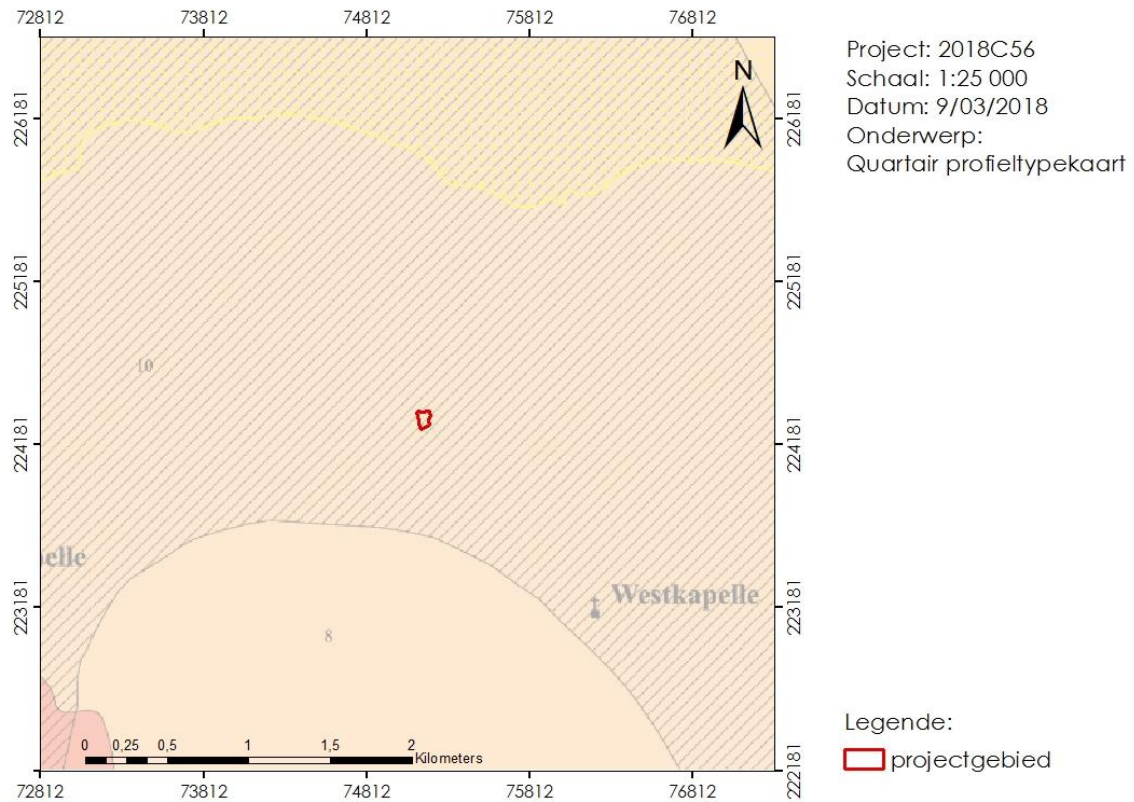 72812 73812 74812 75812 76812
Project: 2018C56
Schaal: 1:25 000
Datum: 9/03/2018
Onderwerp:
Quartair profieltypekaart
N
226181 226181
225181 225181
10
224181 224181
elle
Westkapelle
223181 223181
8
Legende:
projectgebied
0 0,25 0,5 1 1,5 2
Kilometers
222181 222181
72812 73812 74812 75812 76812